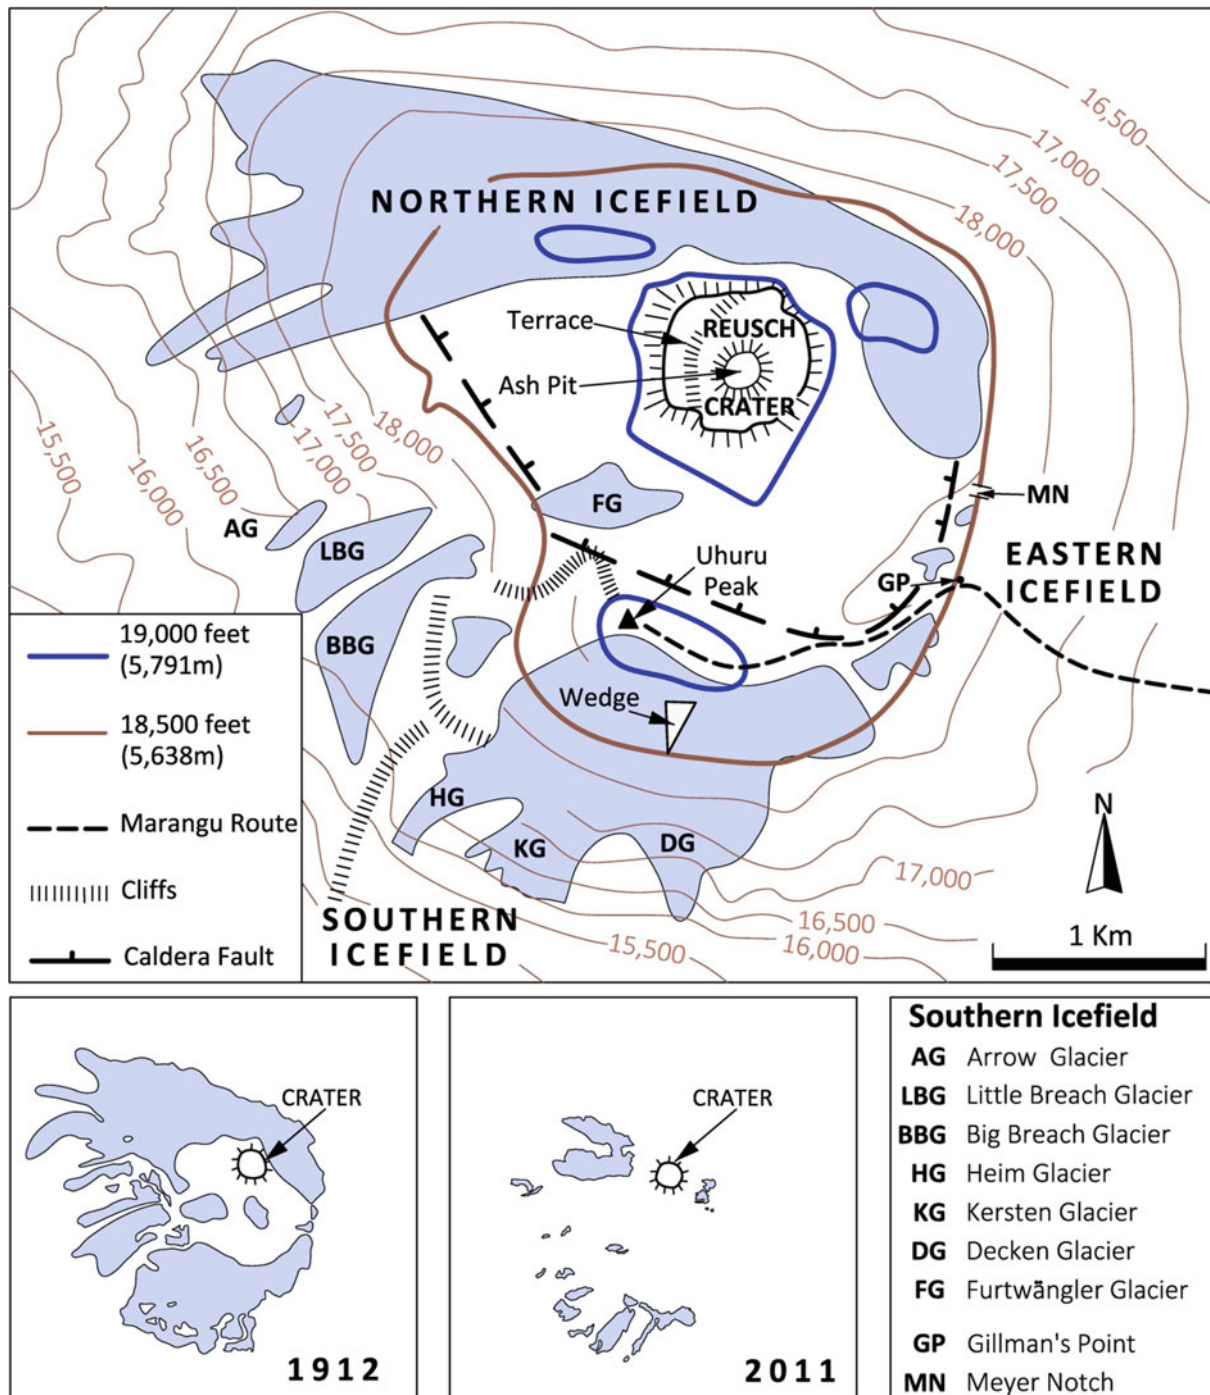 16,500
17,000
17,500
18,000
NORTHERN ICEFIELD
Terrace
REUSCH
Ash Pit
CRATER
18,000
17,500
17,000
16,500
16,000
15,500
MN
FG
AG
LBG
EASTERN
ICEFIELD
Uhuru
Peak
GP
BBG
Wedge
19,000 feet
(5,791m)
18,500 feet
(5,638m)
Marangu Route
Cliffs
Caldera Fault
HG
KG
DG
N
17,000
16,500
16,000
15,500
SOUTHERN
ICEFIELD
1 Km
CRATER
1912
CRATER
2011
Southern Icefield
AG Arrow Glacier
LBG Little Breach Glacier
BBG Big Breach Glacier
HG Heim Glacier
KG Kersten Glacier
DG Decken Glacier
FG Furtwängler Glacier
GP Gillman's Point
MN Meyer Notch